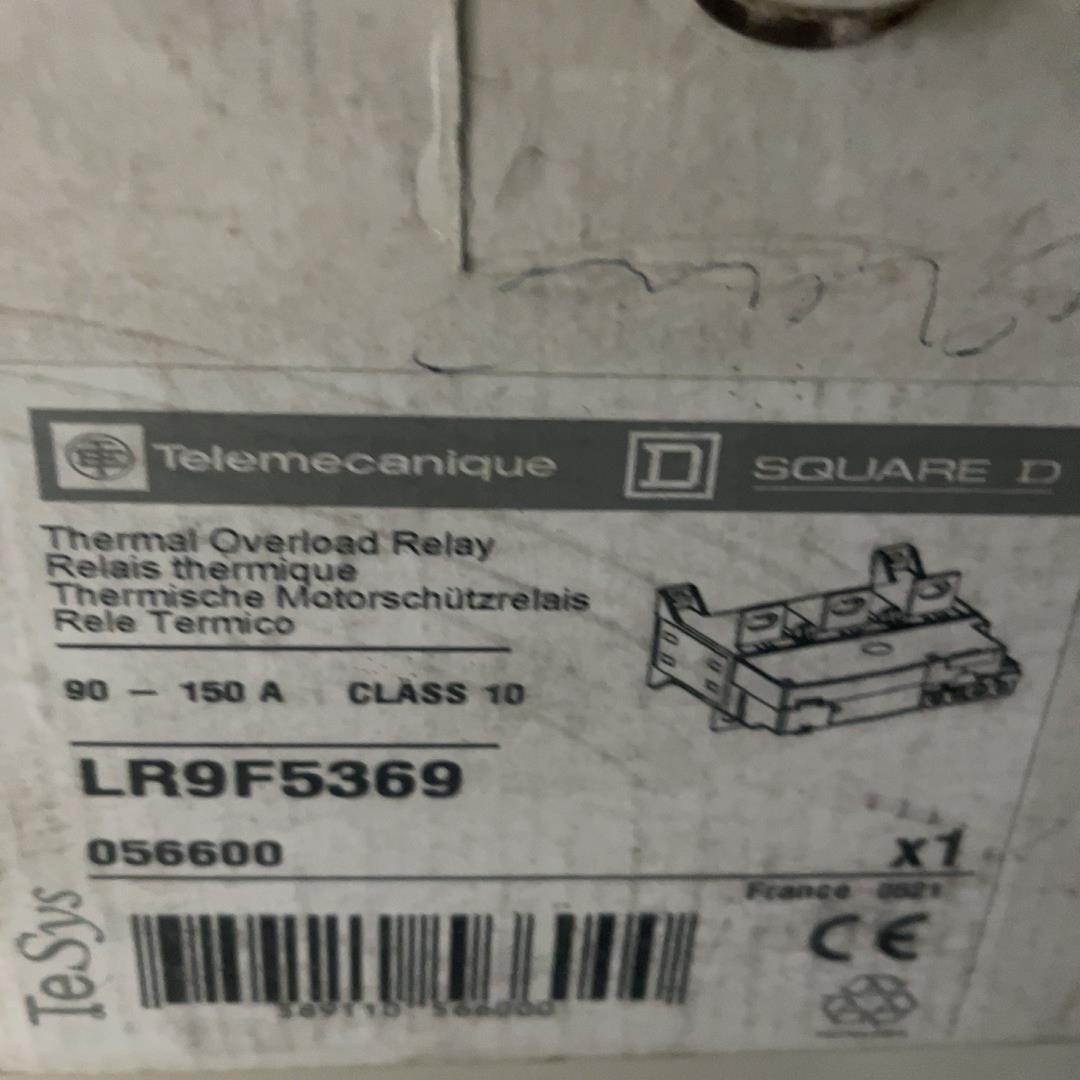 Telemecanique
SQUARE D
Thermal Overload Relay
Relais thermique
Thermische Motorschützrelais
Rele Termico
90 – 150 A CLASS 10
LR9F5369
056600
x1
France
CE
TeSys